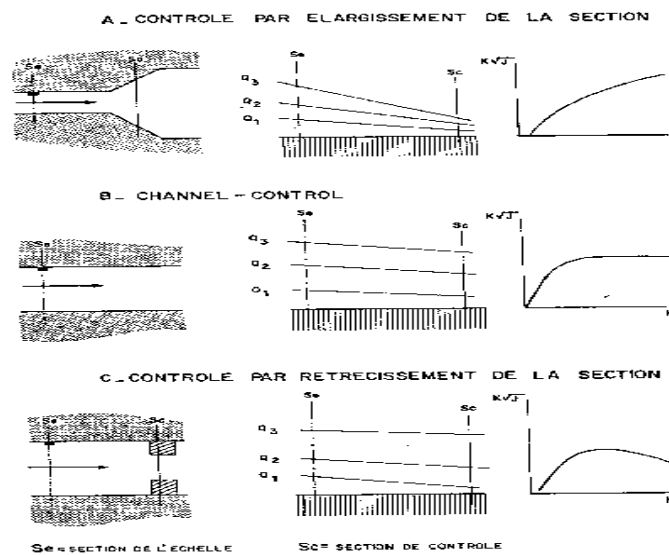 A - CONTROLE PAR ELARGISSEMENT DE LA SECTION
Se Sc Se Sc K√J
Q3
Q2
Q1
B - CHANNEL - CONTROL
Se Se Sc K√J
Q3
Q2
Q1
H
C - CONTROLE PAR RETRECISSEMENT DE LA SECTION
Se Sc Se Sc K√J
Q3
Q2
Q1
H
Se = SECTION DE L'ECHELLE Sc = SECTION DE CONTROLE